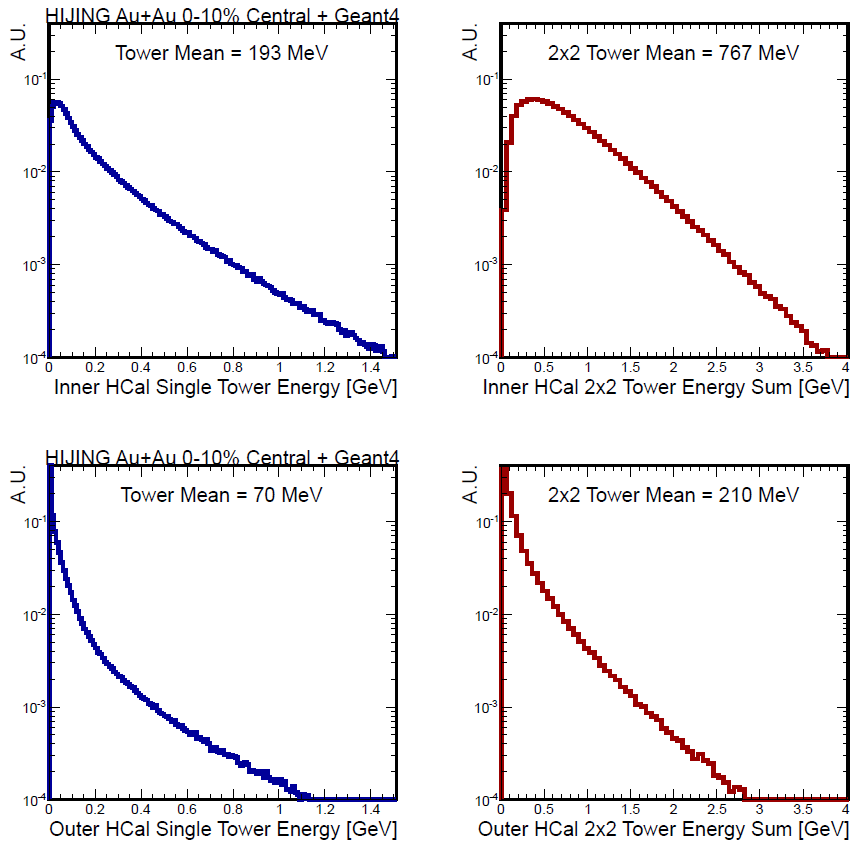 HIJING Au+Au 0-10% Central + Geant4
A.U.
Tower Mean = 193 MeV
10-1
10-2
10-3
10-4
0 0.2 0.4 0.6 0.8 1 1.2 1.4
Inner HCal Single Tower Energy [GeV]
A.U.
2x2 Tower Mean = 767 MeV
10-1
10-2
10-3
10-4
0 0.5 1 1.5 2 2.5 3 3.5 4
Inner HCal 2x2 Tower Energy Sum [GeV]
HIJING Au+Au 0-10% Central + Geant4
A.U.
Tower Mean = 70 MeV
10-1
10-2
10-3
10-4
0 0.2 0.4 0.6 0.8 1 1.2 1.4
Outer HCal Single Tower Energy [GeV]
A.U.
2x2 Tower Mean = 210 MeV
10-1
10-2
10-3
10-4
0 0.5 1 1.5 2 2.5 3 3.5 4
Outer HCal 2x2 Tower Energy Sum [GeV]